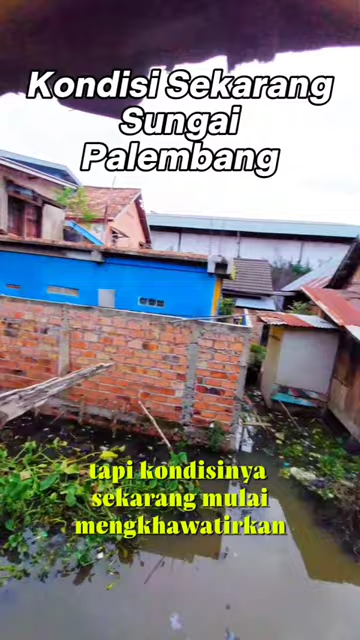 Kondisi Sekarang
Sungai
Palembang
tapi kondisinya
sekarang mulai
mengkhawatirkan